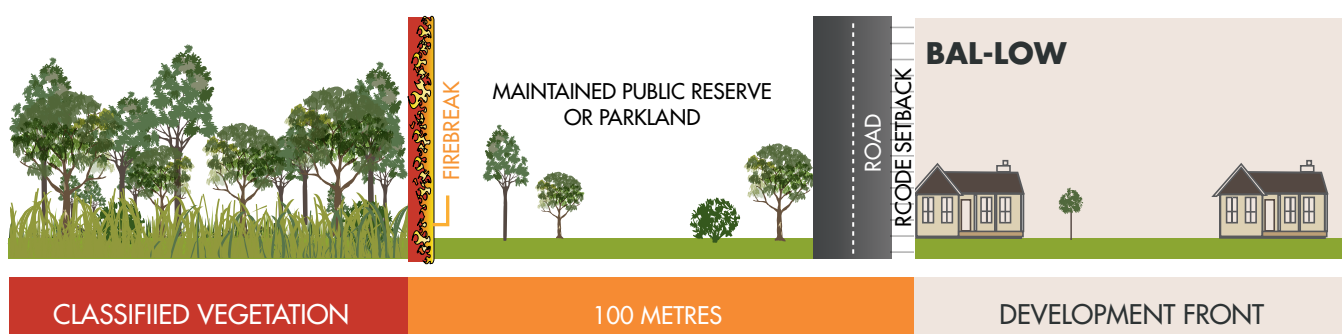 FIREBREAK
MAINTAINED PUBLIC RESERVE
OR PARKLAND
ROAD
RCODE SETBACK
BAL-LOW
CLASSIFIIED VEGETATION
100 METRES
DEVELOPMENT FRONT